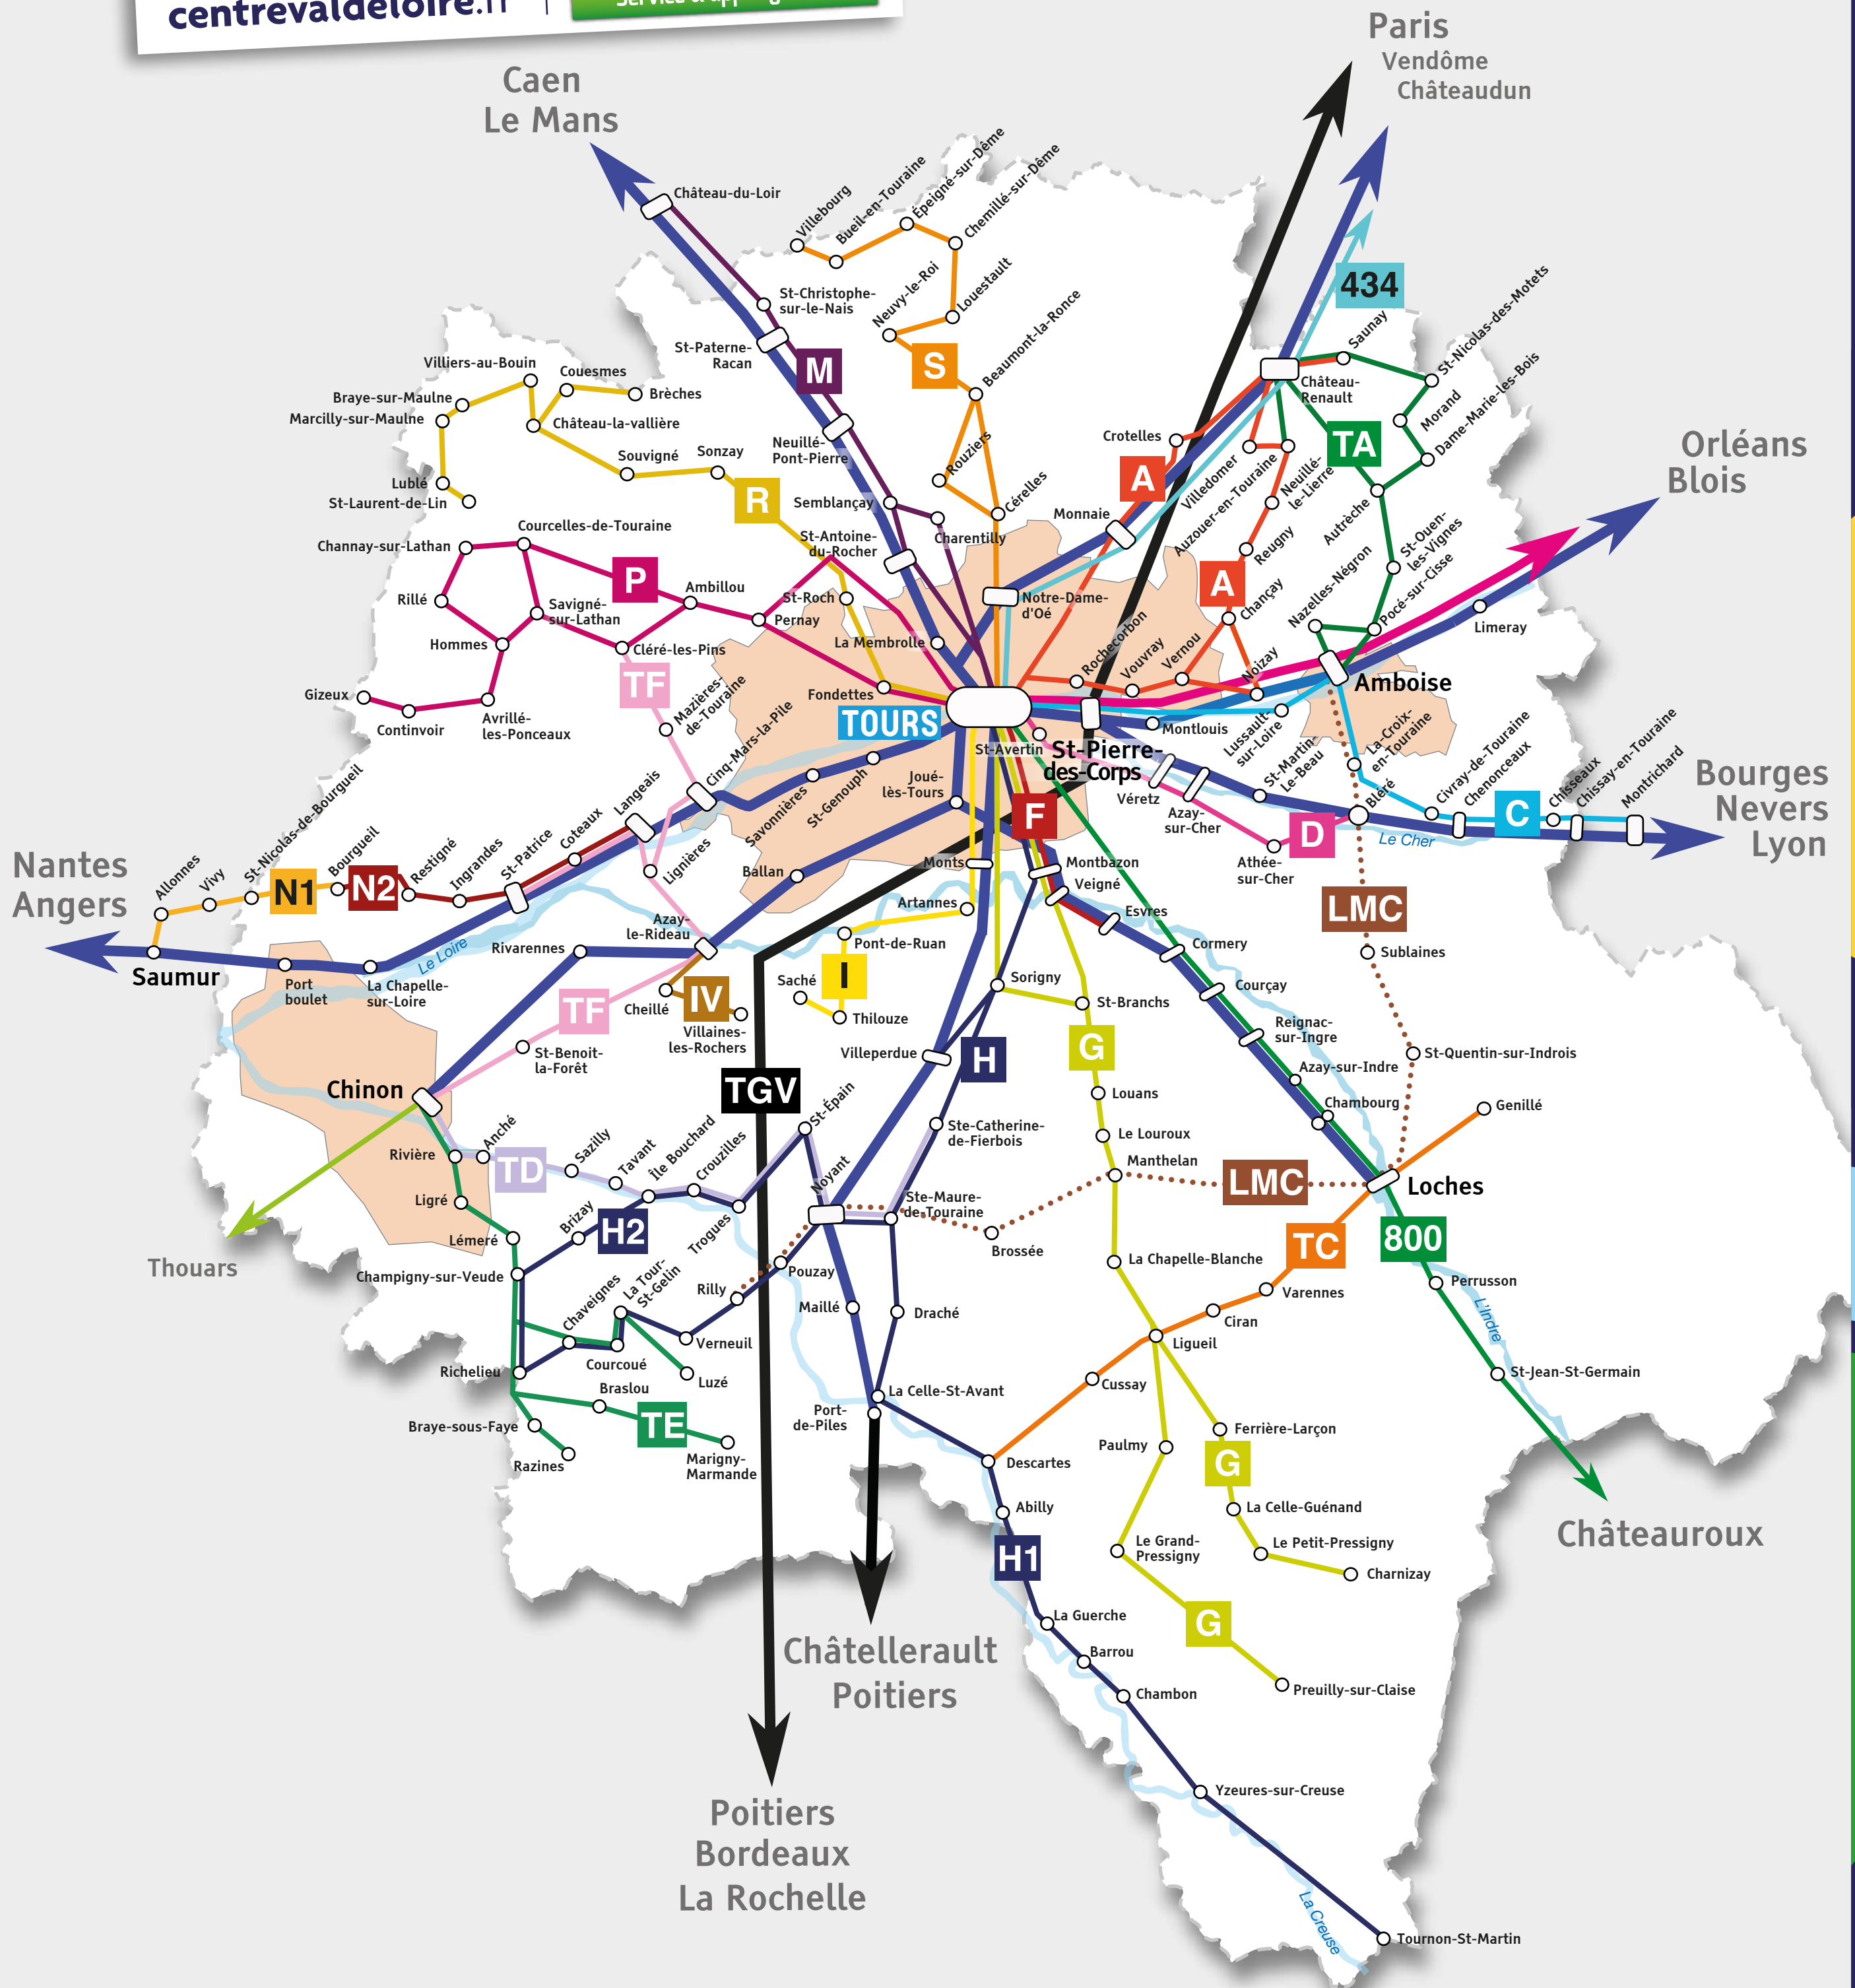 centrevaldeloire.fr
Paris
Vendôme
Châteaudun
Caen
Le Mans
Château-du-Loir
Villebourg
Bueil-en-Touraine
Épeigné-sur-Dême
Chemillé-sur-Dême
434
St-Christophe-
sur-le-Nais
Neuvy-le-Roi
Louestault
Beaumont-la-Ronce
Saunay
St-Nicolas-des-Motets
St-Paterne-
Racan
M
S
Château-
Renault
Morand
Dame-Marie-les-Bois
Villiers-au-Bouin
Couesmes
Brèches
Braye-sur-Maulne
Marcilly-sur-Maulne
Château-la-vallière
Neuillé-
Pont-Pierre
Rouziers
Crotelles
A
Villedomer
TA
Orléans
Blois
Souvigné
Sonzay
R
Lublé
St-Laurent-de-Lin
Semblançay
Cérelles
Monnaie
Auzouer-en-Touraine
Neuillé-
le-Lierre
Autrèche
Courcelles-de-Touraine
Channay-sur-Lathan
St-Antoine-
du-Rocher
Charentilly
Reugny
St-Ouen-
les-Vignes
P
Ambillou
A
Chançay
Nazelles-Négron
Pocé-sur-Cisse
Rillé
Savigné-
sur-Lathan
St-Roch
Pernay
Notre-Dame-
d'Oé
Limeray
Hommes
Cléré-les-Pins
La Membrolle
Rochecorbon
Vouvray
Vernou
Noizay
TF
Gizeux
Continvoir
Avrillé-
les-Ponceaux
Mazières-
de-Touraine
Fondettes
TOURS
Amboise
Montlouis
Lussault-
sur-Loire
St-Avertin
St-Pierre-
des-Corps
Cinq-Mars-la-Pile
St-Martin-
Le-Beau
La-Croix-
en-Touraine
Civray-de-Touraine
Chenonceaux
Chisseaux
Chissay-en-Touraine
Montrichard
Bourges
Nevers
Lyon
Langeais
Savonnières
St-Genouph
Joué-
lès-Tours
F
Véretz
Azay-
sur-Cher
Bléré
C
D
Le Cher
Athée-
sur-Cher
Nantes
Angers
Allonnes
Vivy
St-Nicolas-de-Bourgueil
N1
Bourgueil
N2
Restigné
Ingrandes
St-Patrice
Coteaux
Lignières
Ballan
Monts
Montbazon
Veigné
LMC
Artannes
Esvres
Azay-
le-Rideau
Pont-de-Ruan
Cormery
Sublaines
Rivarennes
Le Loire
Saumur
Port
boulet
La Chapelle-
sur-Loire
TF
Cheillé
IV
Villaines-
les-Rochers
Saché
I
Thilouze
Sorigny
St-Branchs
Courçay
Reignac-
sur-Ingre
St-Benoit-
la-Forêt
Villeperdue
H
G
St-Quentin-sur-Indrois
Azay-sur-Indre
Chinon
TGV
Louans
Chambourg
Genillé
St-Épain
Ste-Catherine-
de-Fierbois
Le Louroux
Rivière
Anché
TD
Sazilly
Tavant
Île Bouchard
Crouzilles
Noyant
Manthelan
LMC
Loches
Ligré
Brizay
H2
Trogues
Ste-Maure-
de-Touraine
Brossée
TC
800
Lémeré
Thouars
Champigny-sur-Veude
Chaveignes
La Tour-
St-Gelin
Rilly
Pouzay
Maillé
Draché
La Chapelle-Blanche
Varennes
Ciran
Perrusson
L'Indre
Verneuil
Ligueil
Richelieu
Courcoué
Luzé
Cussay
St-Jean-St-Germain
Braslou
La Celle-St-Avant
Port-
de-Piles
Braye-sous-Faye
TE
Ferrière-Larçon
Razines
Marigny-
Marmande
Descartes
Paulmy
G
Abilly
La Celle-Guénand
Châteauroux
H1
Le Grand-
Pressigny
Le Petit-Pressigny
Charnizay
La Guerche
G
Châtellerault
Poitiers
Barrou
Chambon
Preuilly-sur-Claise
Yzeures-sur-Creuse
Poitiers
Bordeaux
La Rochelle
La Creuse
Tournon-St-Martin